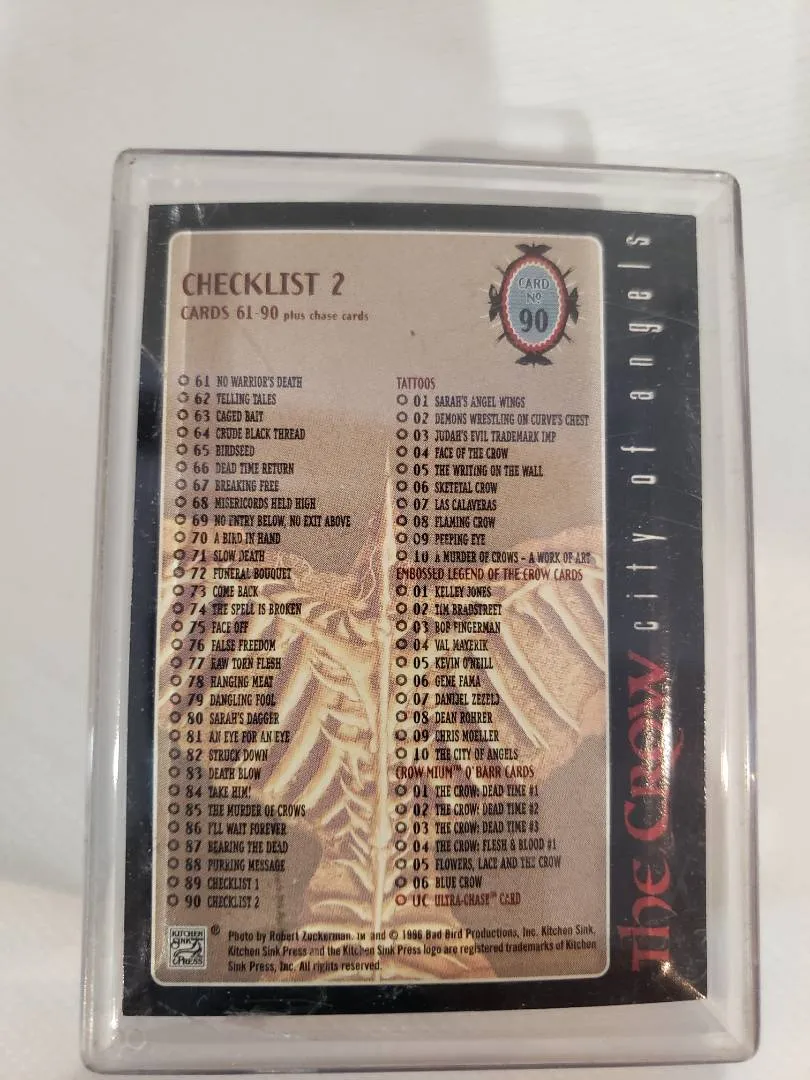 CHECKLIST 2
CARDS 61-90 plus chase cards
CARD
Nº
90
61 NO WARRIOR'S DEATH
62 TELLING TALES
63 CAGED BAIT
64 CRUDE BLACK THREAD
65 BIRDSEED
66 DEAD TIME RETURN
67 BREAKING FREE
68 MISERICORDS HELD HIGH
69 NO ENTRY BELOW, NO EXIT ABOVE
70 A BIRD IN HAND
71 SLOW DEATH
72 FUNERAL BOUQUET
73 COME BACK
74 THE SPELL IS BROKEN
75 FACE OFF
76 FALSE FREEDOM
77 RAW TORN FLESH
78 HANGING MEAT
79 DANGLING FOOL
80 SARAH'S DAGGER
81 AN EYE FOR AN EYE
82 STRUCK DOWN
83 DEATH BLOW
84 TAKE HIM!
85 THE MURDER OF CROWS
86 I'LL WAIT FOREVER
87 BEARING THE DEAD
88 PURRING MESSAGE
89 CHECKLIST 1
90 CHECKLIST 2
TATTOOS
01 SARAH'S ANGEL WINGS
02 DEMONS WRESTLING ON CURVE'S CHEST
03 JUDAH'S EVIL TRADEMARK IMP
04 FACE OF THE CROW
05 THE WRITING ON THE WALL
06 SKETETAL CROW
07 LAS CALAVERAS
08 FLAMING CROW
09 PEEPING EYE
10 A MURDER OF CROWS - A WORK OF ART
EMBOSSED LEGEND OF THE CROW CARDS
01 KELLEY JONES
02 TIM BRADSTREET
03 BOB FINGERMAN
04 VAL MAYERIK
05 KEVIN O'NEILL
06 GENE FAMA
07 DANIJEL ZEZELJ
08 DEAN ROHRER
09 CHRIS MOELLER
10 THE CITY OF ANGELS
CROW MIUM™ O'BARR CARDS
01 THE CROW: DEAD TIME #1
02 THE CROW: DEAD TIME #2
03 THE CROW: DEAD TIME #3
04 THE CROW: FLESH & BLOOD #1
05 FLOWERS, LACE AND THE CROW
06 BLUE CROW
UC ULTRA-CHASE™ CARD
KITCHEN
SINK
PRESS
®
Photo by Robert Zuckerman. ™ and © 1996 Bad Bird Productions, Inc. Kitchen Sink,
Kitchen Sink Press and the Kitchen Sink Press logo are registered trademarks of Kitchen
Sink Press, Inc. All rights reserved.
THE CROW city of angels